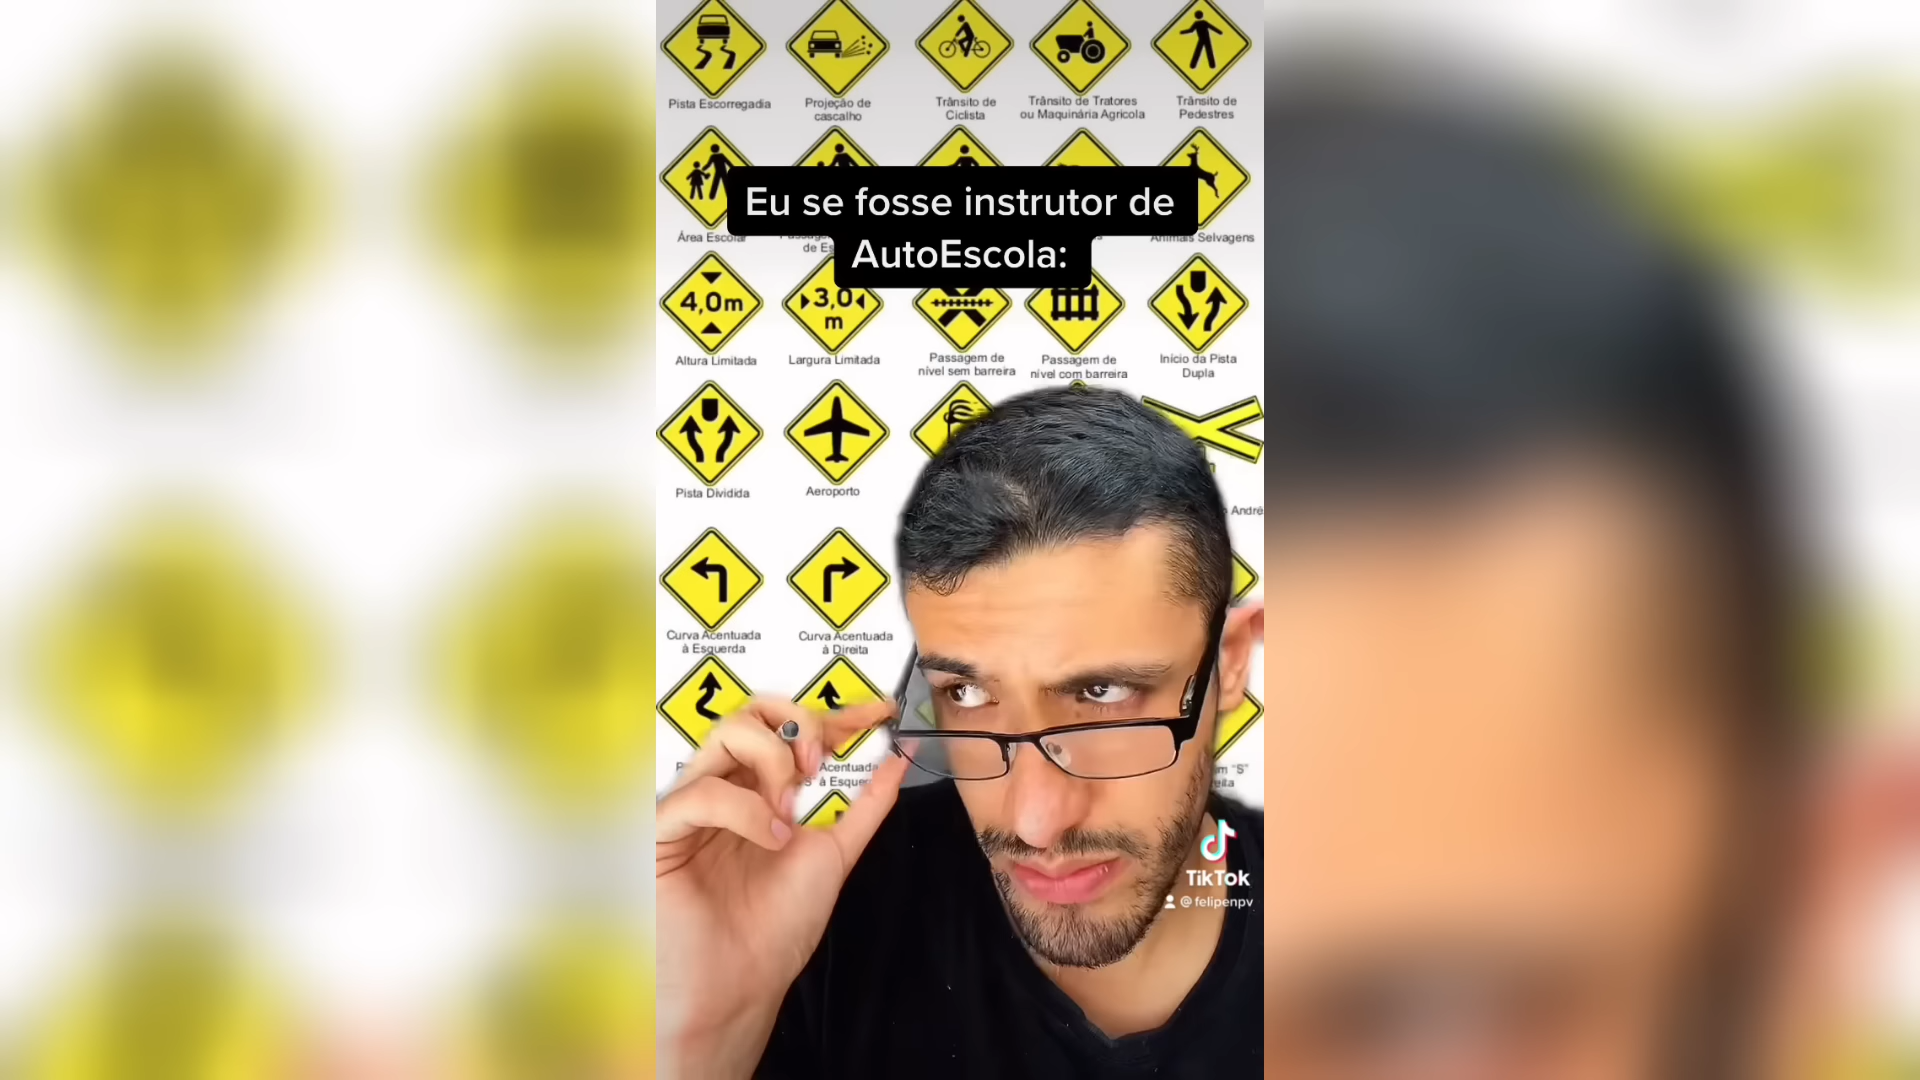 Pista Escorregadia
Projeção de
cascalho
Trânsito de
Ciclista
Trânsito de Tratores
ou Maquinária Agrícola
Trânsito de
Pedestres
Eu se fosse instrutor de
AutoEscola:
Área Escolar
de Es
Animais Selvagens
4,0m
3,0
m
Altura Limitada
Largura Limitada
Passagem de
nível sem barreira
Passagem de
nível com barreira
Início da Pista
Dupla
Pista Dividida
Aeroporto
André
Curva Acentuada
à Esquerda
Curva Acentuada
à Direita
Acentuada
"S" à Esquer
"S"
TikTok
@felipenpv